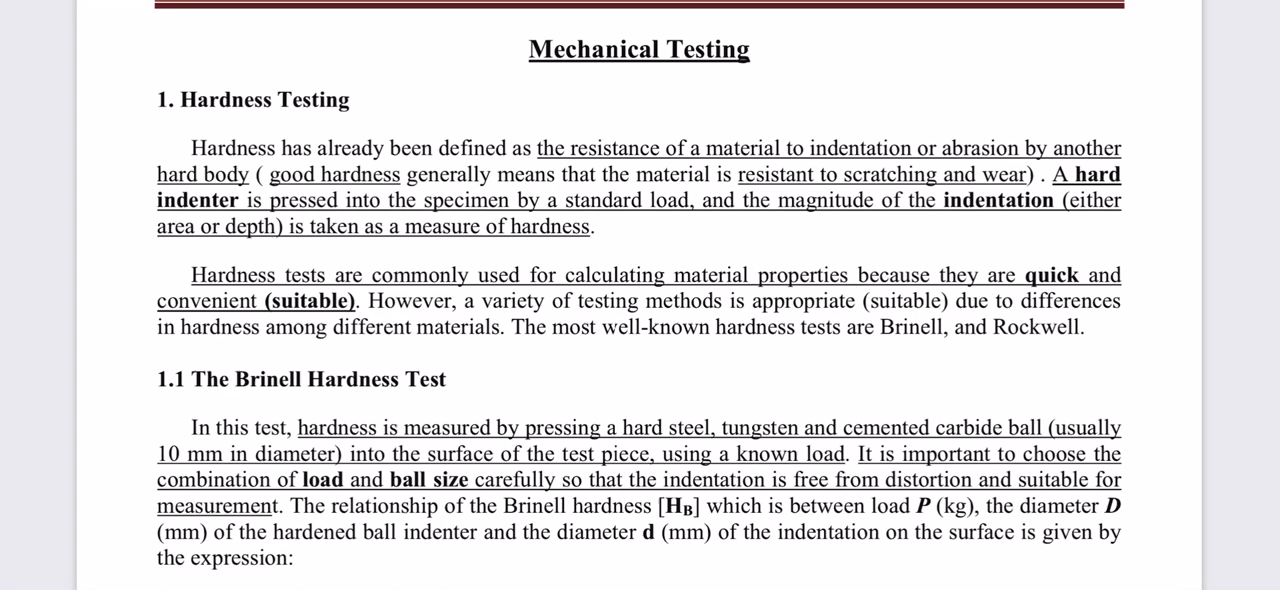 Mechanical Testing
1. Hardness Testing
Hardness has already been defined as the resistance of a material to indentation or abrasion by another
hard body ( good hardness generally means that the material is resistant to scratching and wear) . A hard
indenter is pressed into the specimen by a standard load, and the magnitude of the indentation (either
area or depth) is taken as a measure of hardness.
Hardness tests are commonly used for calculating material properties because they are quick and
convenient (suitable). However, a variety of testing methods is appropriate (suitable) due to differences
in hardness among different materials. The most well-known hardness tests are Brinell, and Rockwell.
1.1 The Brinell Hardness Test
In this test, hardness is measured by pressing a hard steel, tungsten and cemented carbide ball (usually
10 mm in diameter) into the surface of the test piece, using a known load. It is important to choose the
combination of load and ball size carefully so that the indentation is free from distortion and suitable for
measurement. The relationship of the Brinell hardness [HB] which is between load P (kg), the diameter D
(mm) of the hardened ball indenter and the diameter d (mm) of the indentation on the surface is given by
the expression: